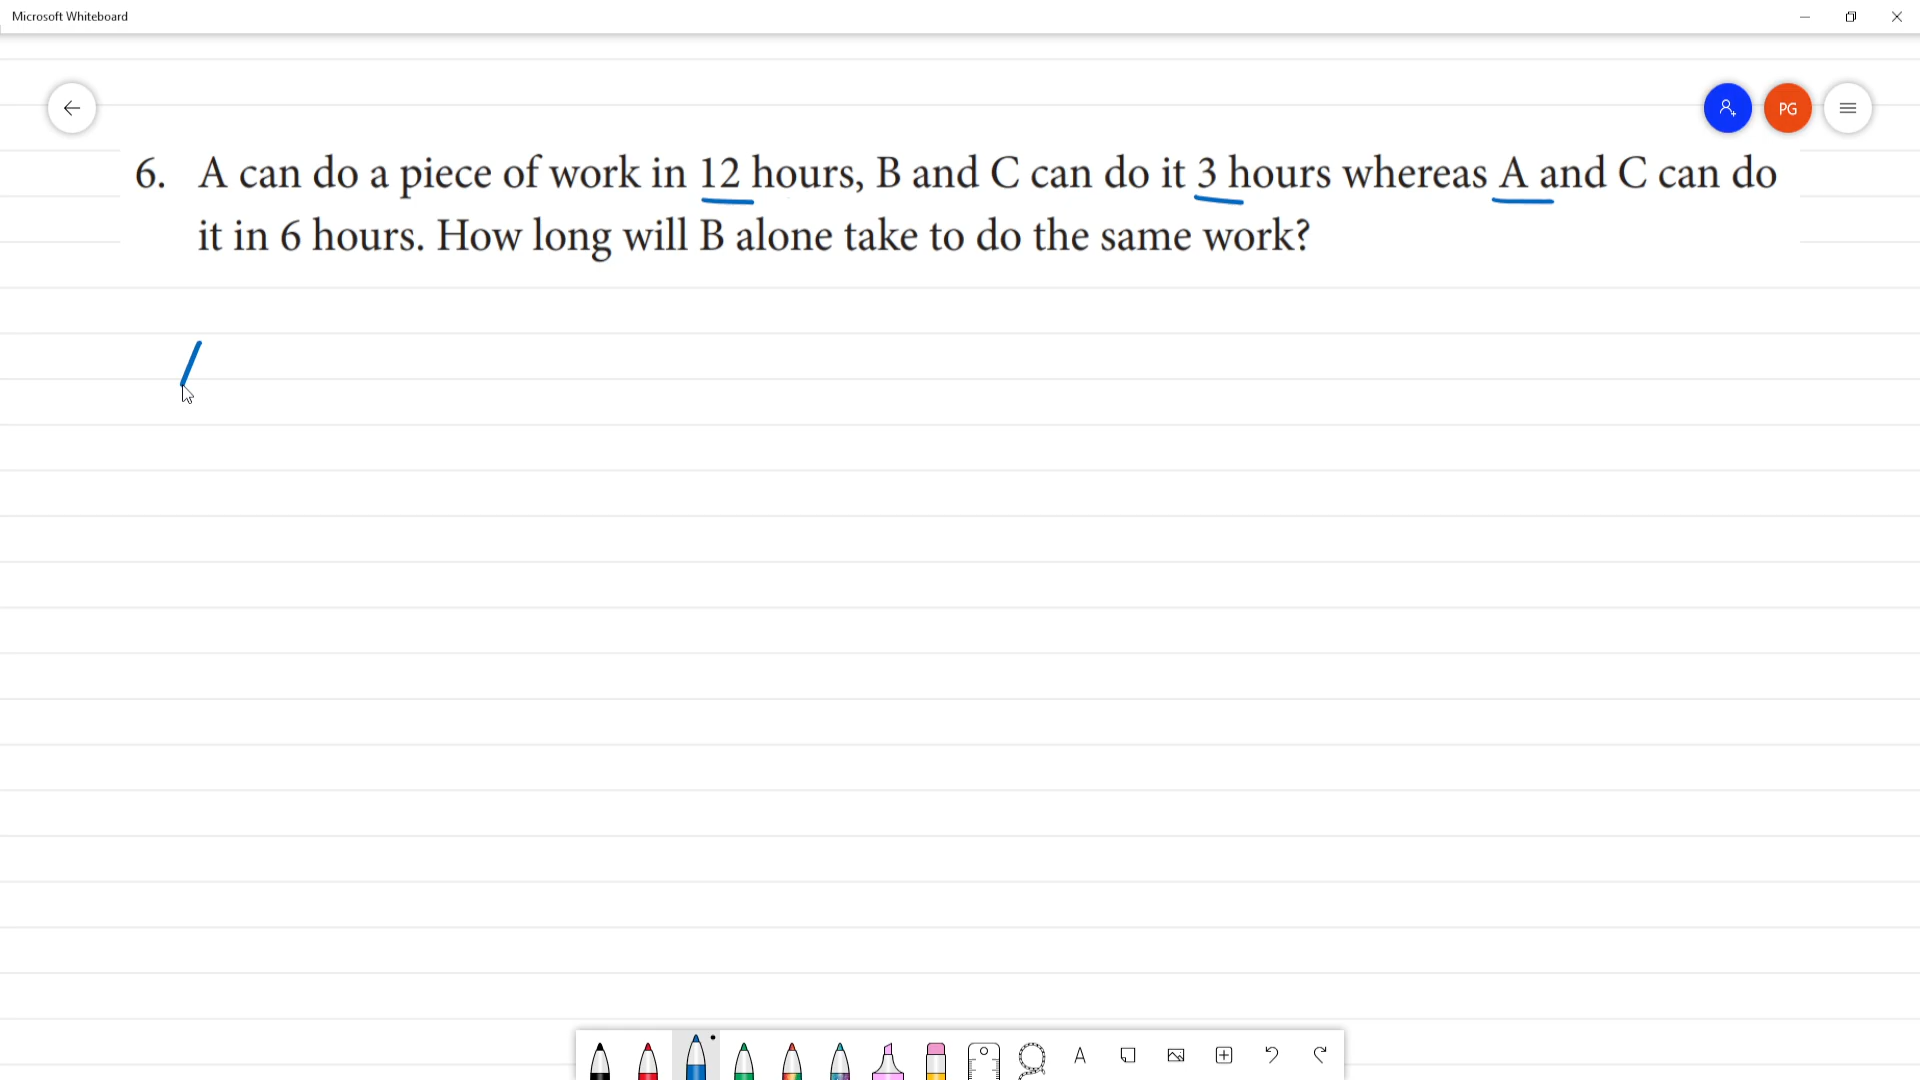 Microsoft Whiteboard
PG
6. A can do a piece of work in 12 hours, B and C can do it 3 hours whereas A and C can do
it in 6 hours. How long will B alone take to do the same work?
A